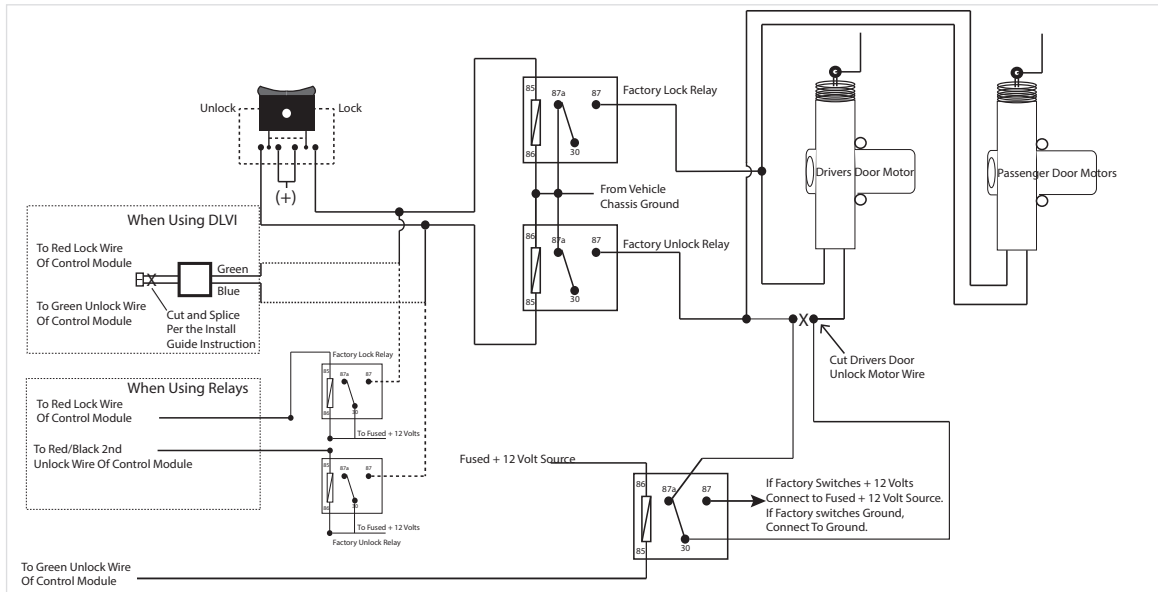 Unlock
Lock
(+)
85
87a
87
86
30
Factory Lock Relay
From Vehicle
Chassis Ground
86
87a
87
85
30
Factory Unlock Relay
Drivers Door Motor
Passenger Door Motors
When Using DLVI
To Red Lock Wire
Of Control Module
Green
Blue
To Green Unlock Wire
Of Control Module
X
Cut and Splice
Per the Install
Guide Instruction
X
Cut Drivers Door
Unlock Motor Wire
When Using Relays
To Red Lock Wire
Of Control Module
To Red/Black 2nd
Unlock Wire Of Control Module
Factory Lock Relay
85
87a
87
86
30
To Fused + 12 Volts
85
87a
87
86
30
To Fused + 12 Volts
Factory Unlock Relay
Fused + 12 Volt Source
86
87a
87
85
30
If Factory Switches + 12 Volts
Connect to Fused + 12 Volt Source.
If Factory switches Ground,
Connect To Ground.
To Green Unlock Wire
Of Control Module